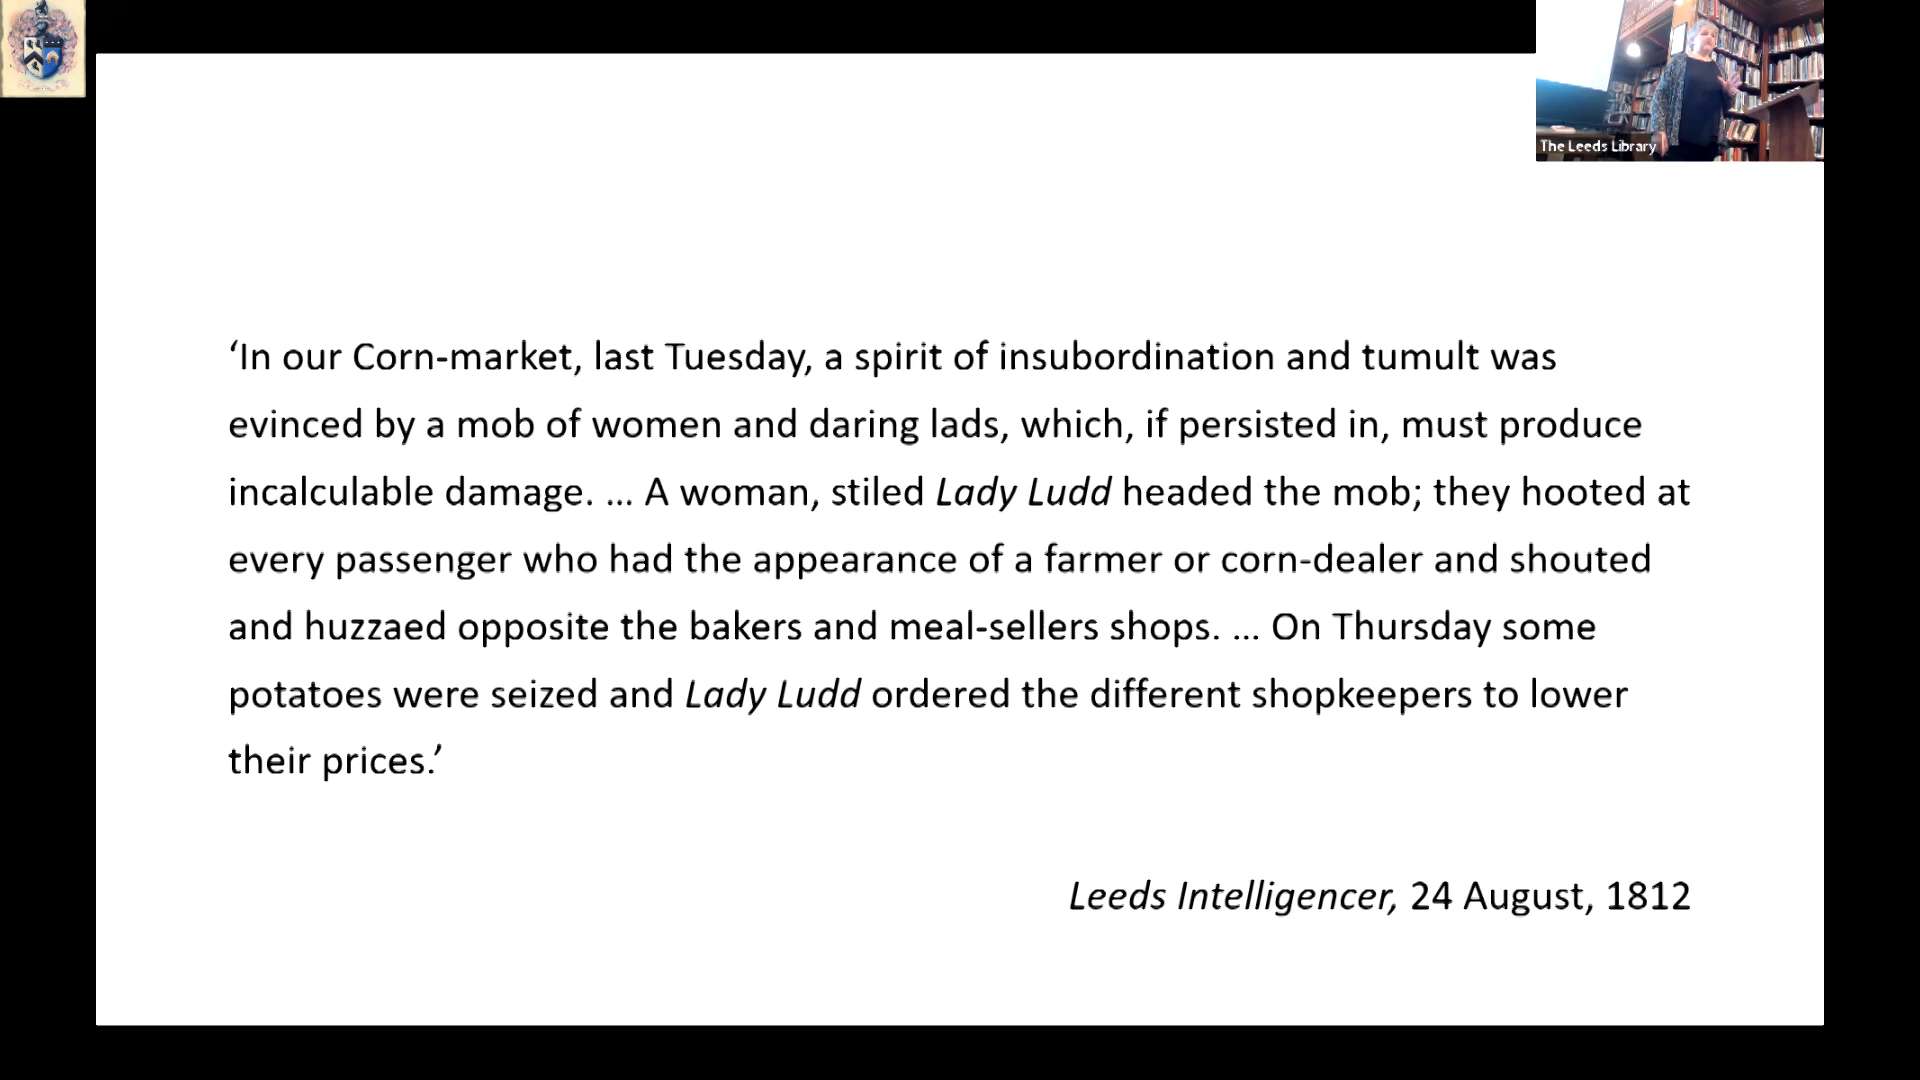 The Leeds Library
‘In our Corn-market, last Tuesday, a spirit of insubordination and tumult was
evinced by a mob of women and daring lads, which, if persisted in, must produce
incalculable damage. ... A woman, stiled Lady Ludd headed the mob; they hooted at
every passenger who had the appearance of a farmer or corn-dealer and shouted
and huzzaed opposite the bakers and meal-sellers shops. ... On Thursday some
potatoes were seized and Lady Ludd ordered the different shopkeepers to lower
their prices.’
Leeds Intelligencer, 24 August, 1812